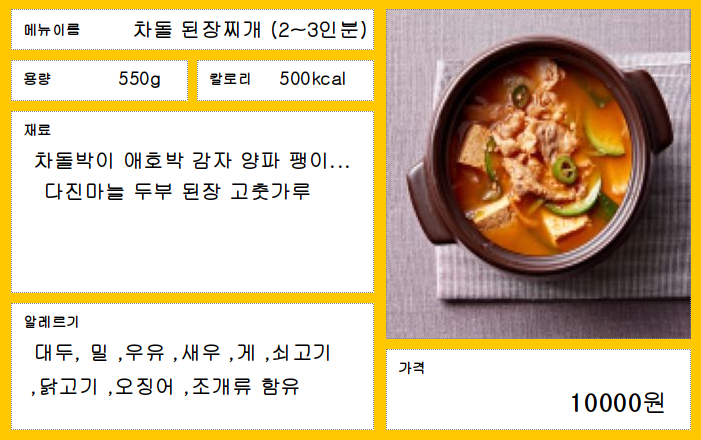 메뉴이름
차돌 된장찌개 (2~3인분)
용량
550g
칼로리
500kcal
재료
차돌박이 애호박 감자 양파 팽이...
다진마늘 두부 된장 고춧가루
알레르기
대두, 밀 ,우유 ,새우 ,게 ,쇠고기
,닭고기 ,오징어 ,조개류 함유
가격
10000원